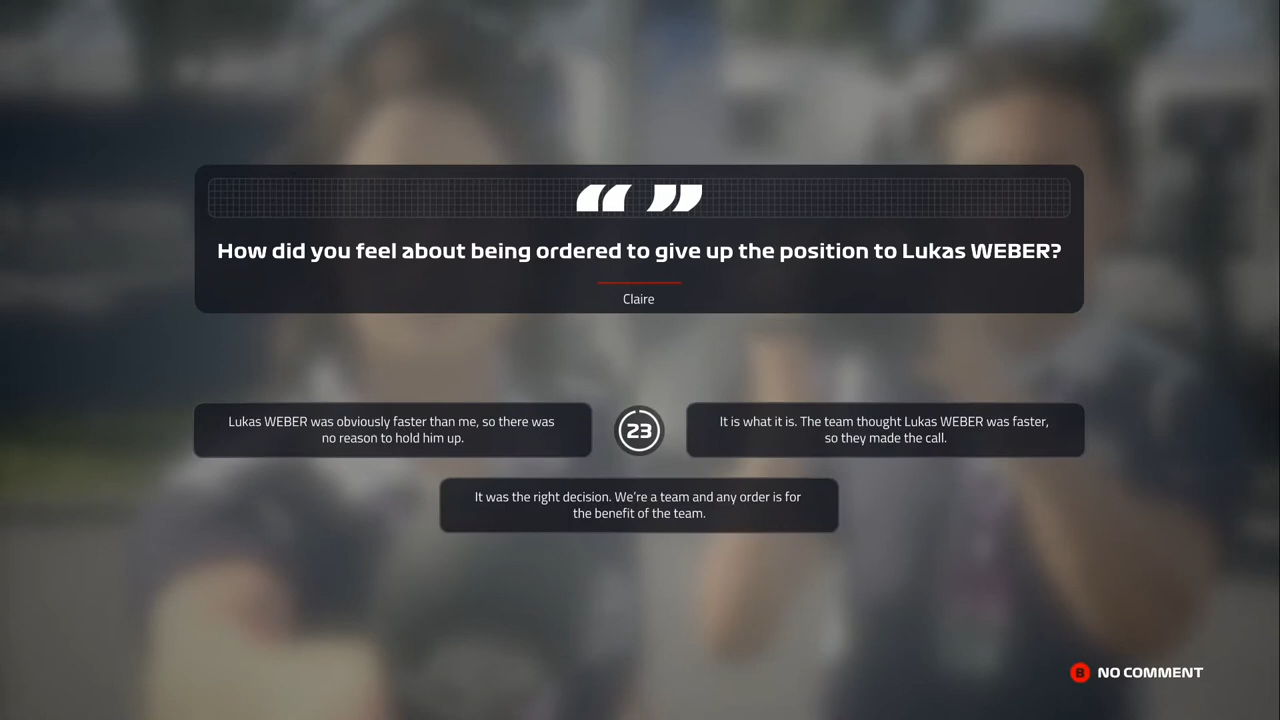 “ ”
How did you feel about being ordered to give up the position to Lukas WEBER?
Claire
Lukas WEBER was obviously faster than me, so there was
no reason to hold him up.
23
It is what it is. The team thought Lukas WEBER was faster,
so they made the call.
It was the right decision. We're a team and any order is for
the benefit of the team.
B NO COMMENT